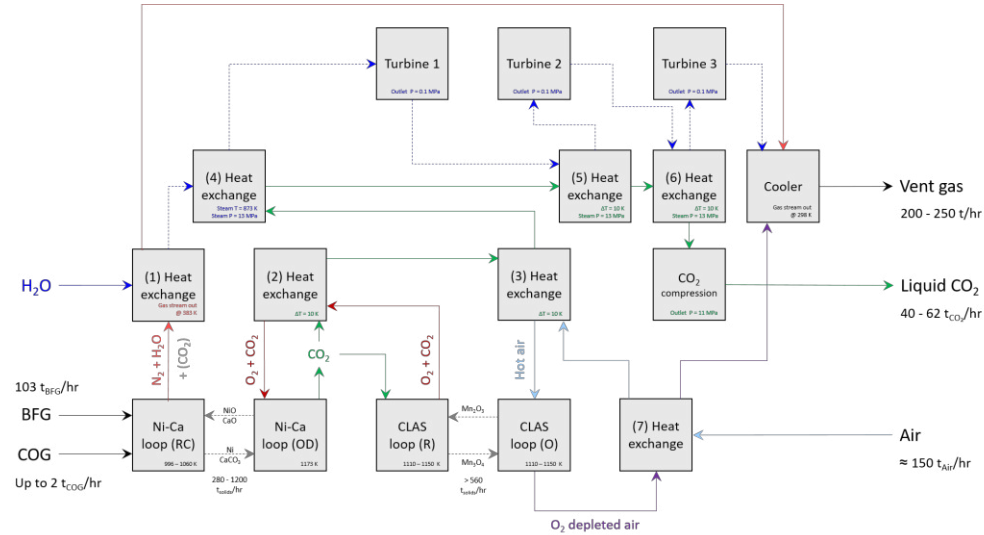 Turbine 1
Outlet P = 0.1 MPa
Turbine 2
Outlet P = 0.1 MPa
Turbine 3
Outlet P = 0.1 MPa
(4) Heat
exchange
Steam T = 873 K
Steam P = 13 MPa
(5) Heat
exchange
ΔT = 10 K
Steam P = 13 MPa
(6) Heat
exchange
ΔT = 10 K
Steam P = 13 MPa
Cooler
Gas stream out
@ 298 K
Vent gas
200 - 250 t/hr
H₂O
(1) Heat
exchange
Gas stream out
@ 383 K
(2) Heat
exchange
ΔT = 10 K
(3) Heat
exchange
ΔT = 10 K
CO₂
compression
Outlet P = 11 MPa
Liquid CO₂
40 - 62 t_CO₂/hr
N₂ + H₂O
+ (CO₂)
O₂ + CO₂
CO₂
O₂ + CO₂
Hot air
103 t_BFG/hr
BFG
COG
Up to 2 t_COG/hr
Ni-Ca
loop (RC)
996 – 1060 K
NiO
CaO
Ni
CaCO₃
280 - 1200
t_solids/hr
Ni-Ca
loop (OD)
1173 K
CLAS
loop (R)
1110 – 1150 K
Mn₂O₃
Mn₃O₄
> 560
t_solids/hr
CLAS
loop (O)
1110 – 1150 K
(7) Heat
exchange
Air
≈ 150 t_Air/hr
O₂ depleted air